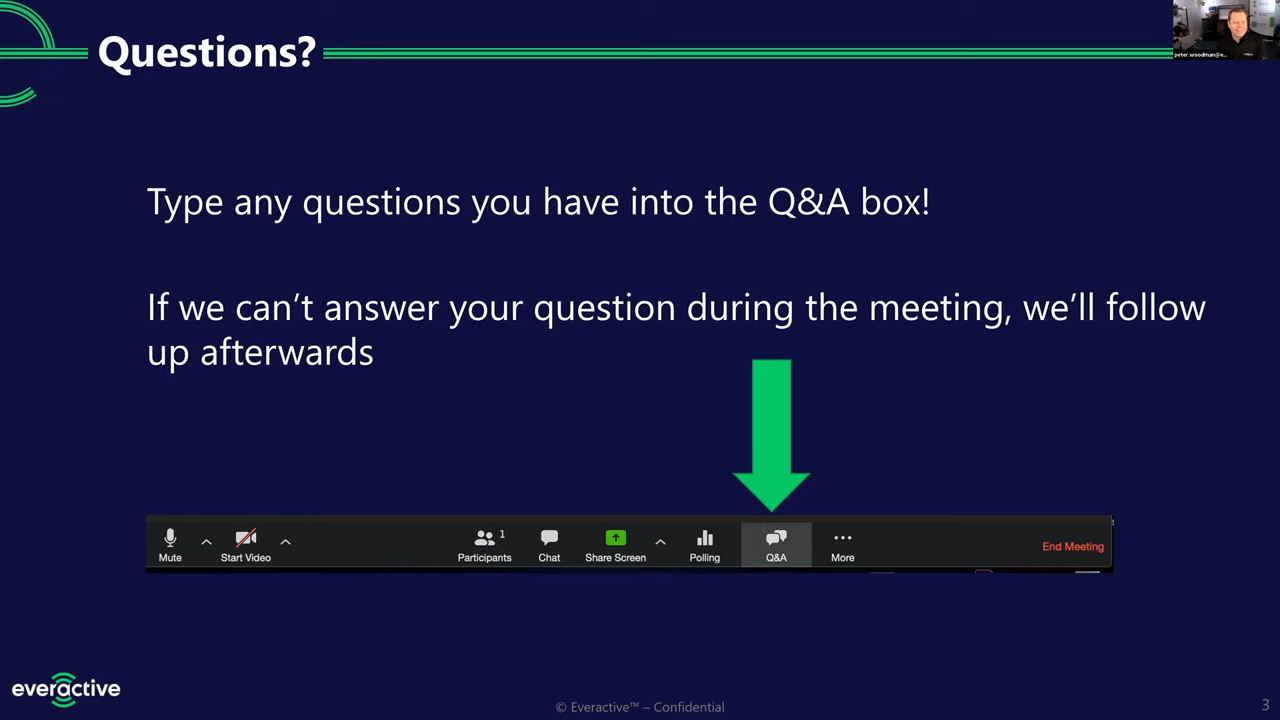 Questions?
peter.woodman@e...
Type any questions you have into the Q&A box!
If we can’t answer your question during the meeting, we’ll follow
up afterwards
Mute
Start Video
Participants
1
Chat
Share Screen
Polling
Q&A
More
End Meeting
everactive
© Everactive™ – Confidential
3